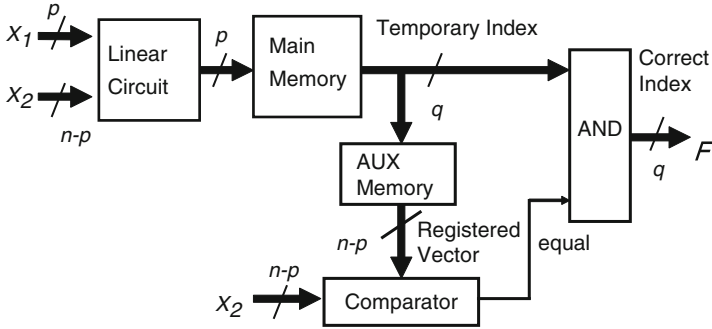 p
X1
X2
n-p
Linear
Circuit
p
Main
Memory
Temporary Index
q
AND
Correct
Index
q
F
AUX
Memory
n-p
Registered
Vector
equal
n-p
X2
Comparator